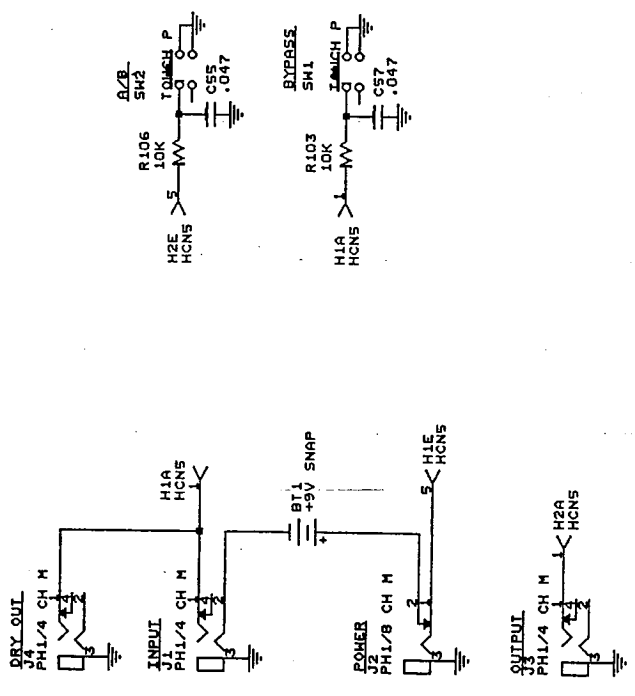 DRY OUT
J4
PH1/4 CH M
1
4
2
3
H1A
HCN5
1
INPUT
J1
PH1/4 CH M
1
4
2
3
BT1
+9V SNAP
+
POWER
J2
PH1/8 CH M
2
1
3
H1E
HCN5
5
OUTPUT
J3
PH1/4 CH M
1
4
2
3
H2A
HCN5
1
A/B
SW2
TOUCH P
R106
10K
C55
.047
H2E
HCN5
5
BYPASS
SW1
TOUCH P
R103
10K
C57
.047
H1A
HCN5
1